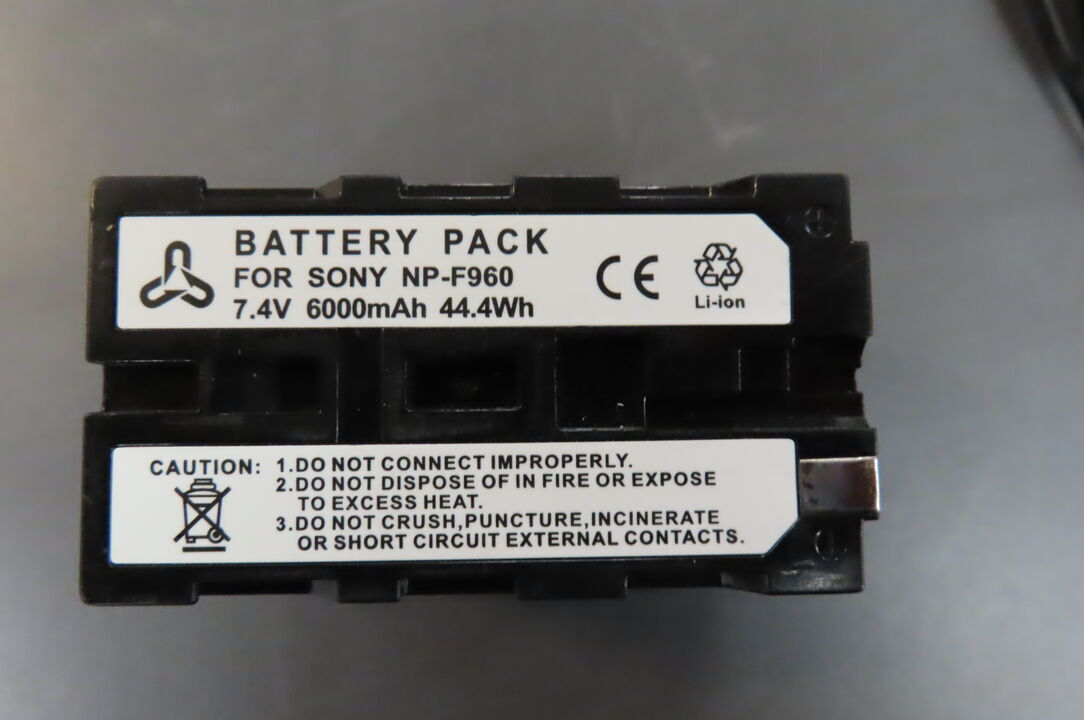 BATTERY PACK
FOR SONY NP-F960
7.4V 6000mAh 44.4Wh
CE
Li-ion
CAUTION: 1.DO NOT CONNECT IMPROPERLY.
2.DO NOT DISPOSE OF IN FIRE OR EXPOSE
TO EXCESS HEAT.
3.DO NOT CRUSH,PUNCTURE,INCINERATE
OR SHORT CIRCUIT EXTERNAL CONTACTS.